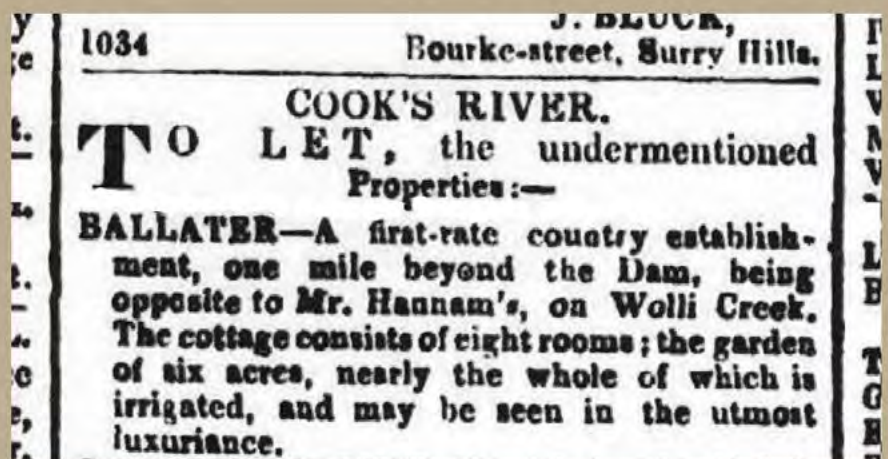 J. BLUCK,
1034 Bourke-street, Surry Hills.
COOK'S RIVER.
TO LET, the undermentioned
Properties:—
BALLATER—A first-rate country establish-
ment, one mile beyond the Dam, being
opposite to Mr. Hannam's, on Wolli Creek.
The cottage consists of eight rooms; the garden
of six acres, nearly the whole of which is
irrigated, and may be seen in the utmost
luxuriance.